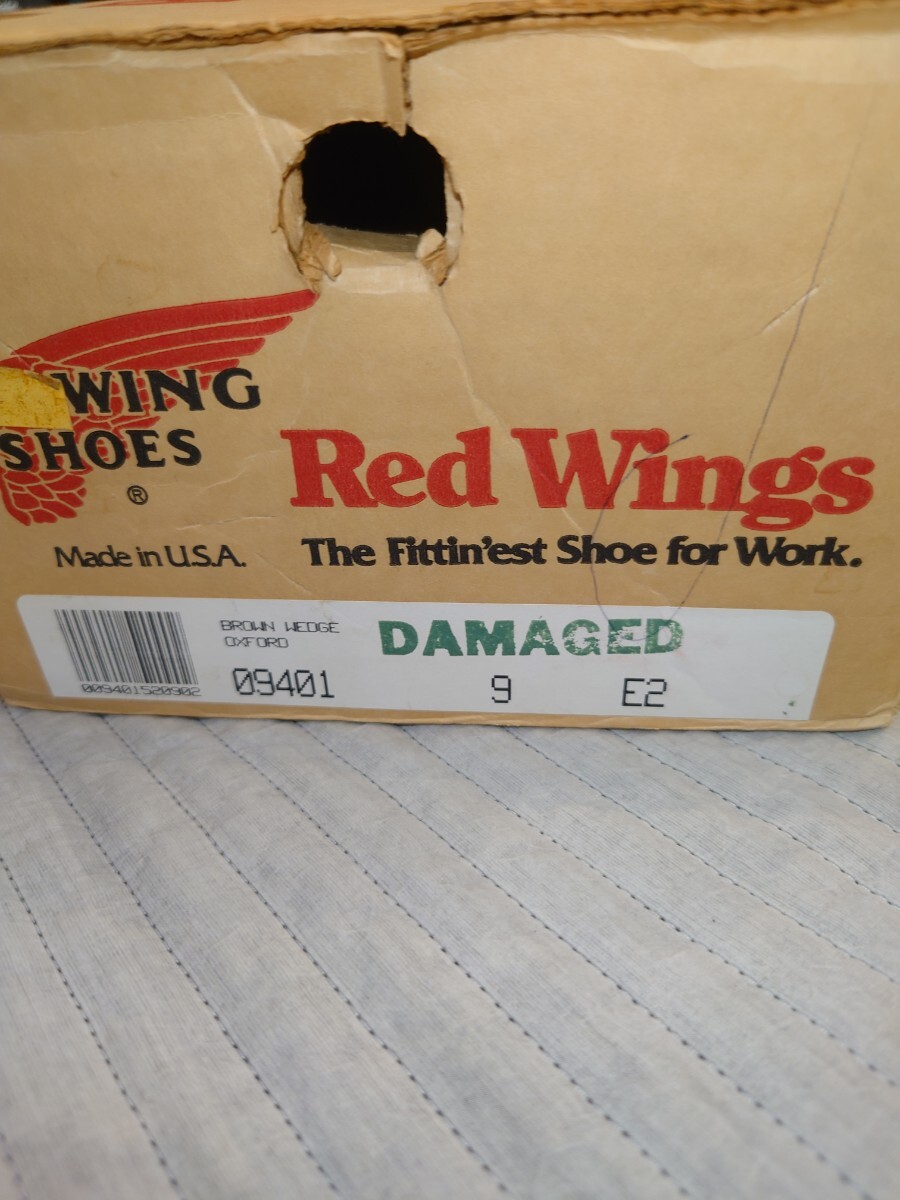 WING
SHOES
®
Made in U.S.A.
Red Wings
The Fittin'est Shoe for Work.
BROWN WEDGE
OXFORD
DAMAGED
009401520902
09401
9
E2